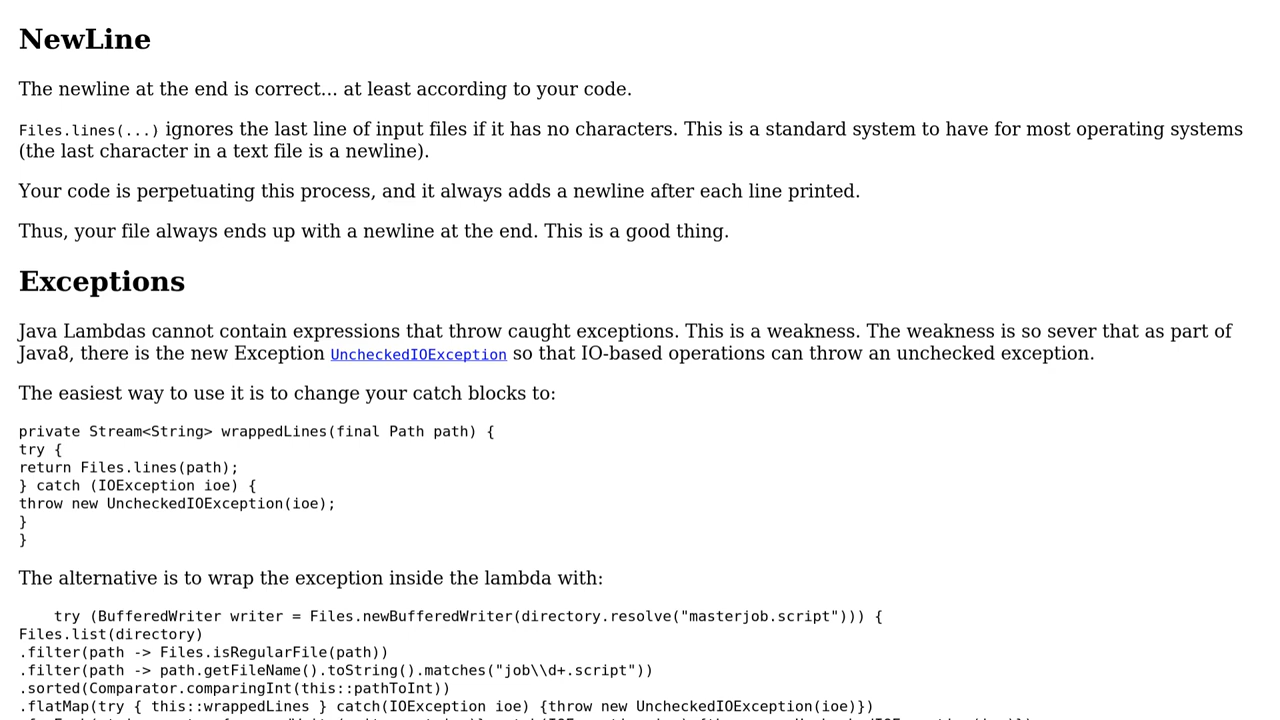 NewLine
The newline at the end is correct... at least according to your code.
Files.lines(...) ignores the last line of input files if it has no characters. This is a standard system to have for most operating systems
(the last character in a text file is a newline).
Your code is perpetuating this process, and it always adds a newline after each line printed.
Thus, your file always ends up with a newline at the end. This is a good thing.
Exceptions
Java Lambdas cannot contain expressions that throw caught exceptions. This is a weakness. The weakness is so sever that as part of
Java8, there is the new Exception UncheckedIOException so that IO-based operations can throw an unchecked exception.
The easiest way to use it is to change your catch blocks to:
private Stream<String> wrappedLines(final Path path) {
try {
return Files.lines(path);
} catch (IOException ioe) {
throw new UncheckedIOException(ioe);
}
}
The alternative is to wrap the exception inside the lambda with:
try (BufferedWriter writer = Files.newBufferedWriter(directory.resolve("masterjob.script"))) {
Files.list(directory)
.filter(path -> Files.isRegularFile(path))
.filter(path -> path.getFileName().toString().matches("job\\d+.script"))
.sorted(Comparator.comparingInt(this::pathToInt))
.flatMap(try { this::wrappedLines } catch(IOException ioe) {throw new UncheckedIOException(ioe)})